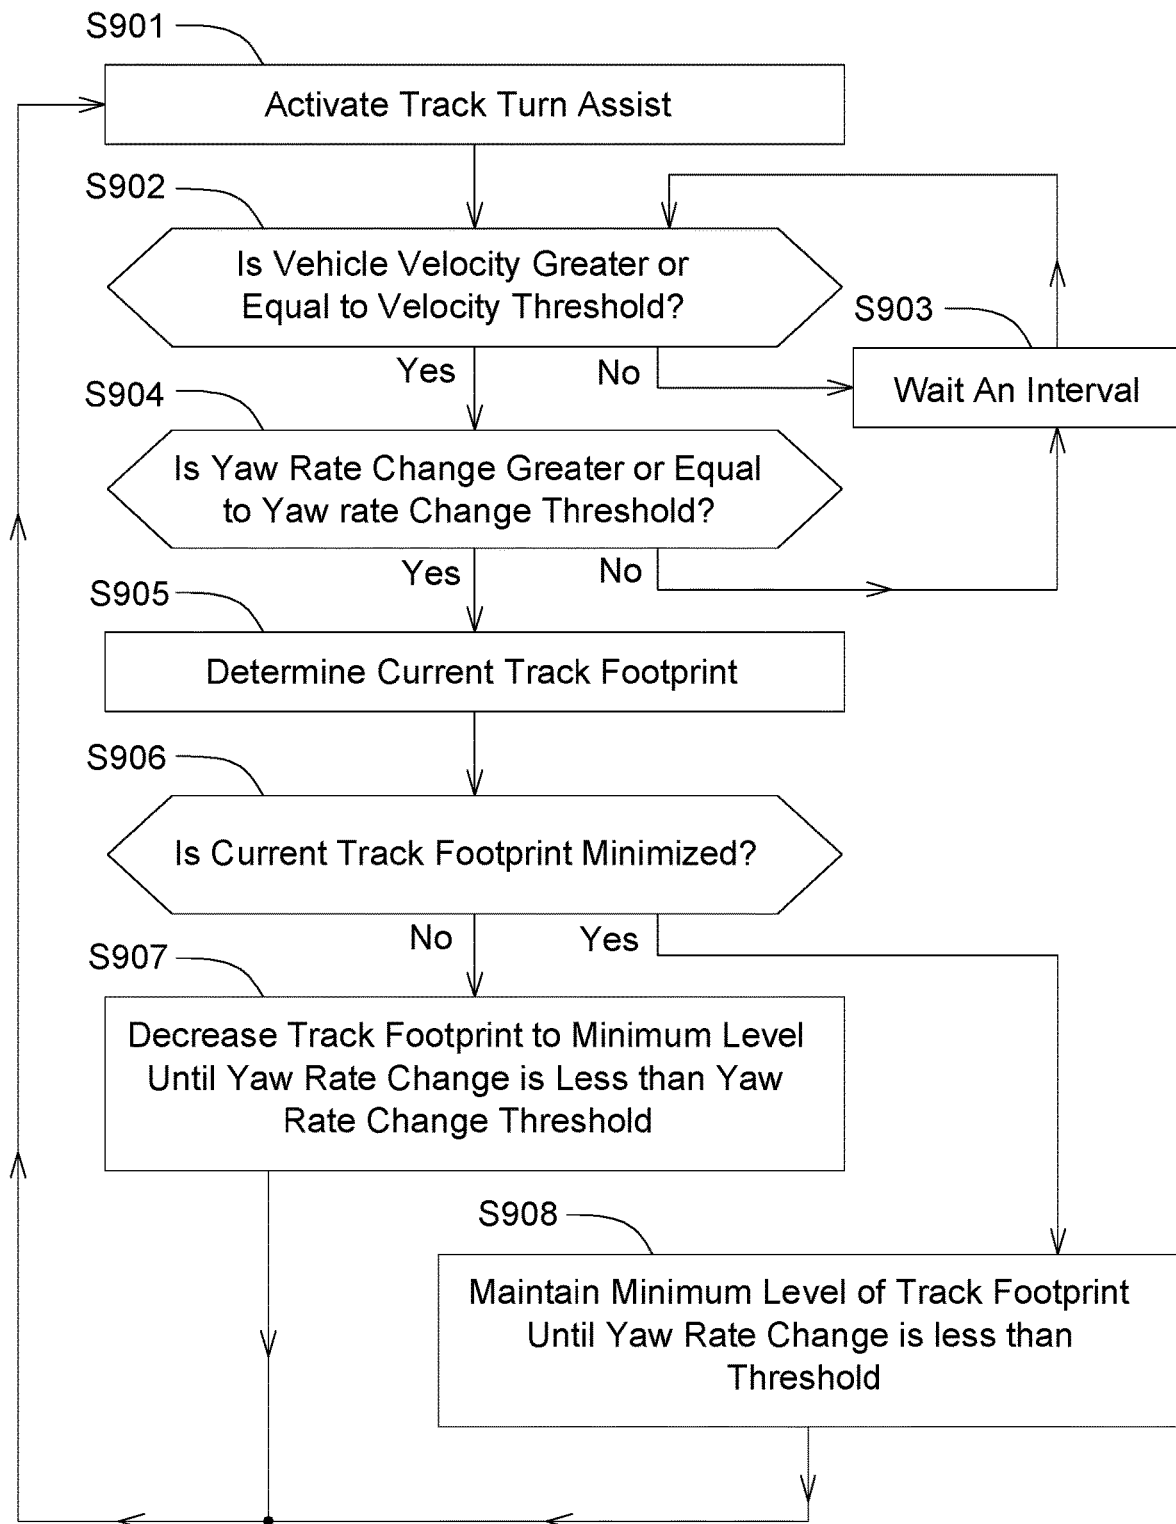 S901
Activate Track Turn Assist
S902
Is Vehicle Velocity Greater or
Equal to Velocity Threshold?
S903
Yes
No
Wait An Interval
S904
Is Yaw Rate Change Greater or Equal
to Yaw rate Change Threshold?
Yes
No
S905
Determine Current Track Footprint
S906
Is Current Track Footprint Minimized?
No
Yes
S907
Decrease Track Footprint to Minimum Level
Until Yaw Rate Change is Less than Yaw
Rate Change Threshold
S908
Maintain Minimum Level of Track Footprint
Until Yaw Rate Change is less than
Threshold